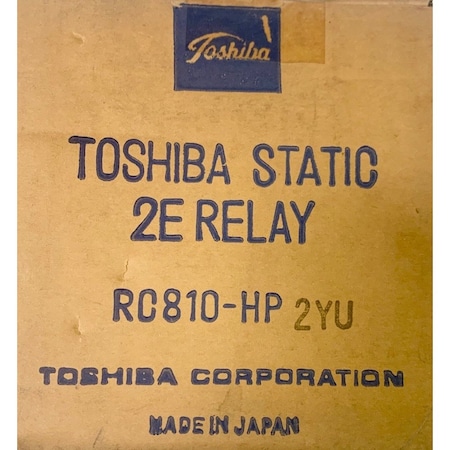 Toshiba
TOSHIBA STATIC
2E RELAY
RC810-HP 2YU
TOSHIBA CORPORATION
MADE IN JAPAN